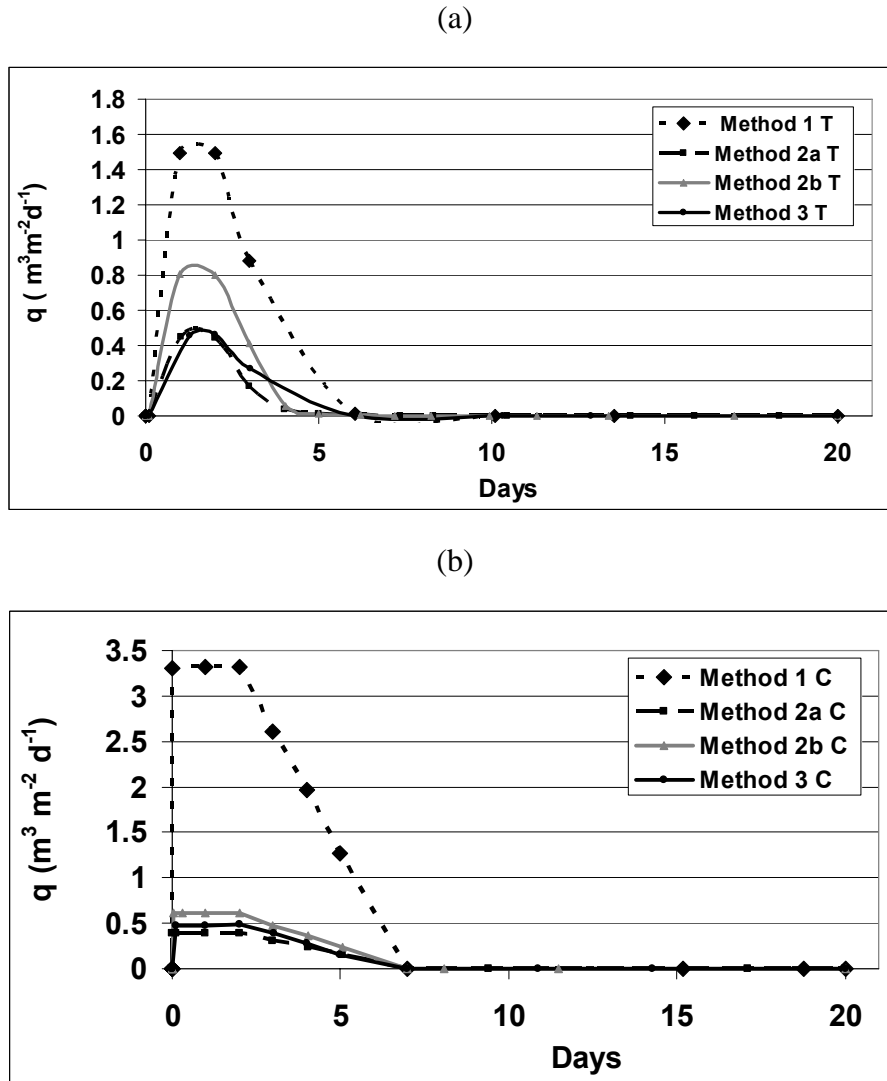 (a)
1.8
1.6
1.4
1.2
1
0.8
0.6
0.4
0.2
0
q ( m³m⁻²d⁻¹)
0 5 10 15 20
Days
Method 1 T
Method 2a T
Method 2b T
Method 3 T
(b)
3.5
3
2.5
2
1.5
1
0.5
0
q (m³ m⁻² d⁻¹)
0 5 10 15 20
Days
Method 1 C
Method 2a C
Method 2b C
Method 3 C